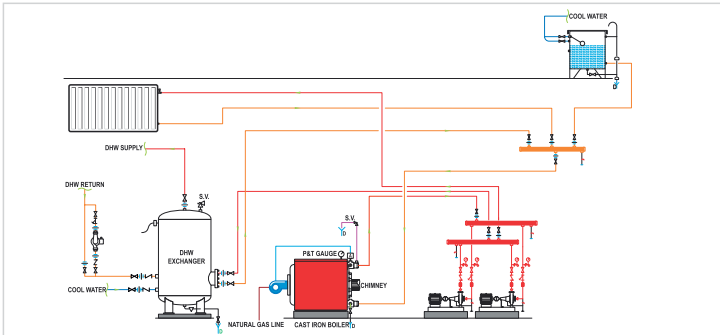 COOL WATER
DHW SUPPLY
DHW RETURN
S.V.
S.V.
D
DHW
EXCHANGER
P&T GAUGE
CHIMNEY
COOL WATER
NATURAL GAS LINE
CAST IRON BOILER
D